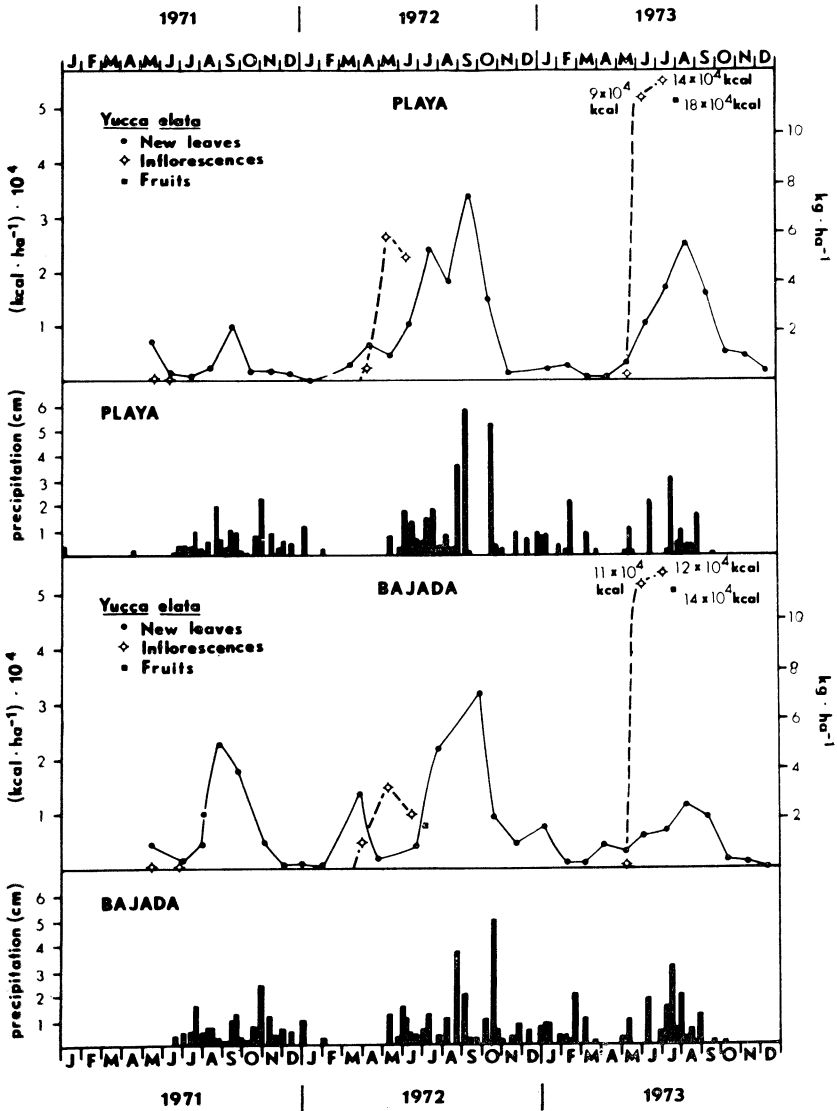 1971 | 1972 | 1973
J F M A M J J A S O N D J F M A M J J A S O N D J F M A M J J A S O N D
PLAYA
9×10⁴ kcal
14×10⁴ kcal
18×10⁴ kcal
Yucca elata
New leaves
Inflorescences
Fruits
(kcal · ha⁻¹) · 10⁴
5
4
3
2
1
kg · ha⁻¹
10
8
6
4
2
PLAYA
precipitation (cm)
6
5
4
3
2
1
BAJADA
11×10⁴ kcal
12×10⁴ kcal
14×10⁴ kcal
Yucca elata
New leaves
Inflorescences
Fruits
(kcal · ha⁻¹) · 10⁴
5
4
3
2
1
kg · ha⁻¹
10
8
6
4
2
BAJADA
precipitation (cm)
6
5
4
3
2
1
J F M A M J J A S O N D J F M A M J J A S O N D J F M A M J J A S O N D
1971 | 1972 | 1973